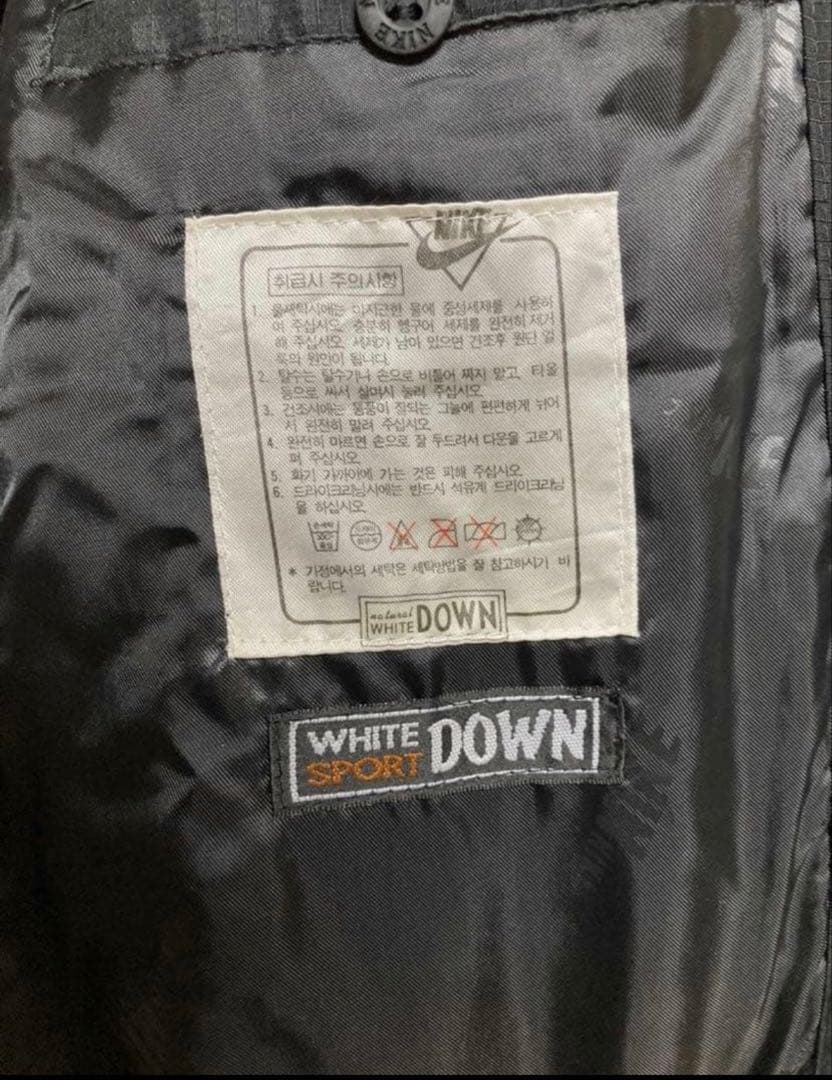 NIKE
NIKE
취급시 주의사항
1. 물세탁시에는 미지근한 물에 중성세제를 사용하
여 주십시오. 충분히 헹구어 세제를 완전히 제거
해 주십시오. 세제가 남아 있으면 건조후 원단 얼
룩의 원인이 됩니다.
2. 탈수는 탈수기나 손으로 비틀어 짜지 말고, 타올
등으로 싸서 살며시 눌러 주십시오.
3. 건조시에는 통풍이 잘되는 그늘에 편편하게 뉘어
서 완전히 말려 주십시오.
4. 완전히 마르면 손으로 잘 두드려서 다운을 고르게
펴 주십시오.
5. 화기 가까이에 가는 것은 피해 주십시오.
6. 드라이크리닝시에는 반드시 석유계 드라이크리닝
을 하십시오.
* 가정에서의 세탁은 세탁방법을 잘 참고하시기 바
랍니다.
natural
WHITE DOWN
WHITE DOWN
SPORT
NIKE